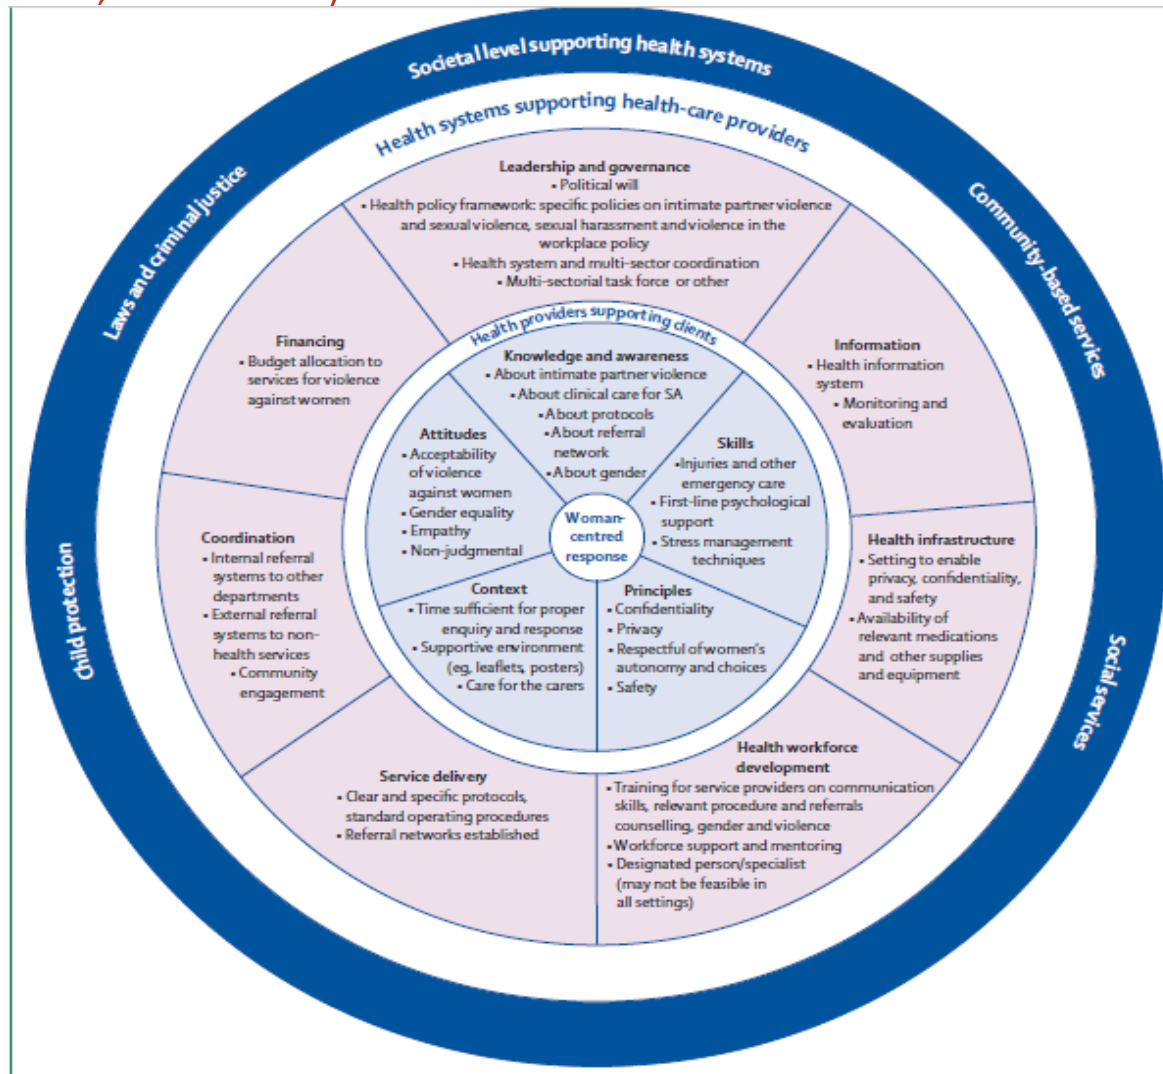 Societal level supporting health systems
Health systems supporting health-care providers
Laws and criminal justice
Community-based services
child protection
Social services
Leadership and governance
▪ Political will
▪ Health policy framework: specific policies on intimate partner violence
and sexual violence, sexual harassment and violence in the
workplace policy
▪ Health system and multi-sector coordination
▪ Multi-sectorial task force or other
Financing
▪ Budget allocation to
services for violence
against women
Information
▪ Health information
system
▪ Monitoring and
evaluation
Health providers supporting clients
Knowledge and awareness
▪ About intimate partner violence
▪ About clinical care for SA
▪ About protocols
▪ About referral
network
▪ About gender
Attitudes
▪ Acceptability
of violence
against women
▪ Gender equality
▪ Empathy
▪ Non-judgmental
Skills
▪ Injuries and other
emergency care
▪ First-line psychological
support
▪ Stress management
techniques
Woman-
centred
response
Context
▪ Time sufficient for proper
enquiry and response
▪ Supportive environment
(eg, leaflets, posters)
▪ Care for the carers
Principles
▪ Confidentiality
▪ Privacy
▪ Respectful of women's
autonomy and choices
▪ Safety
Coordination
▪ Internal referral
systems to other
departments
▪ External referral
systems to non-
health services
▪ Community
engagement
Health infrastructure
▪ Setting to enable
privacy, confidentiality,
and safety
▪ Availability of
relevant medications
and other supplies
and equipment
Service delivery
▪ Clear and specific protocols,
standard operating procedures
▪ Referral networks established
Health workforce
development
▪ Training for service providers on communication
skills, relevant procedure and referrals
counselling, gender and violence
▪ Workforce support and mentoring
▪ Designated person/specialist
(may not be feasible in
all settings)